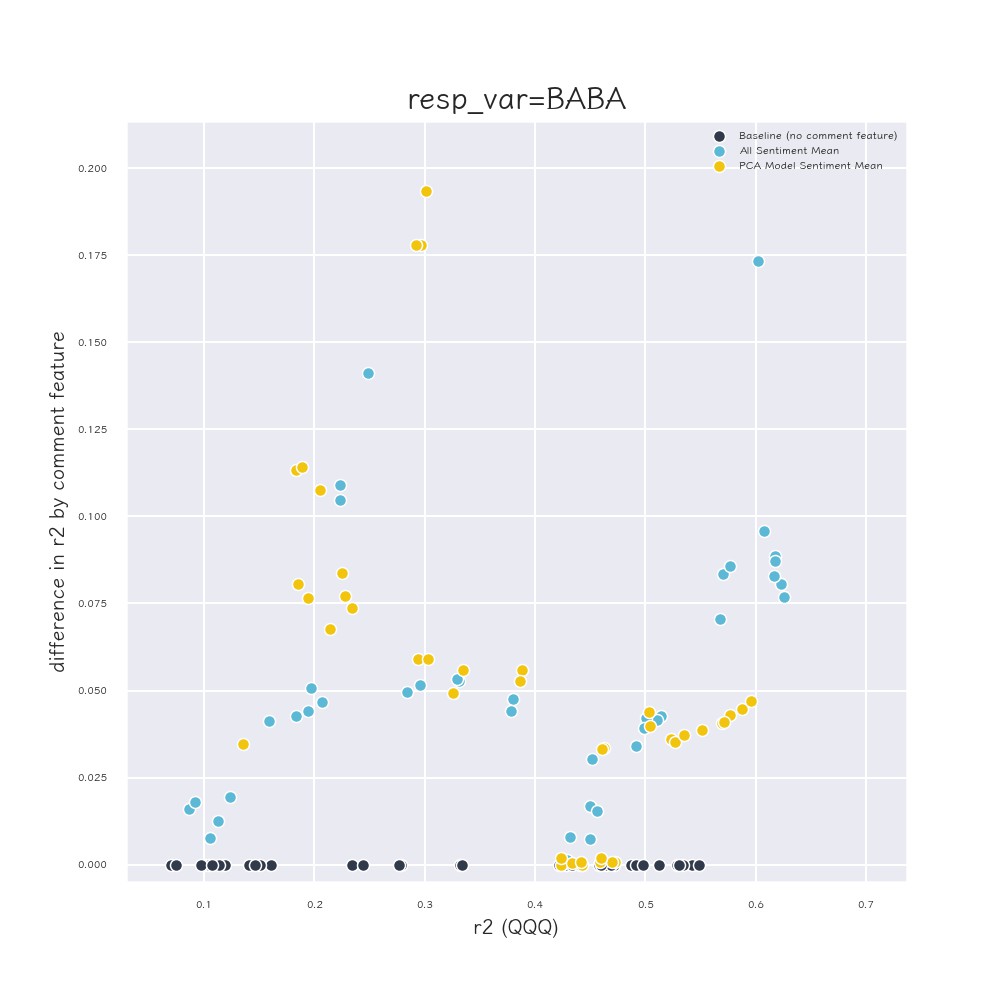 resp_var=BABA
Baseline (no comment feature)
All Sentiment Mean
PCA Model Sentiment Mean
difference in r2 by comment feature
0.200
0.175
0.150
0.125
0.100
0.075
0.050
0.025
0.000
0.1 0.2 0.3 0.4 0.5 0.6 0.7
r2 (QQQ)